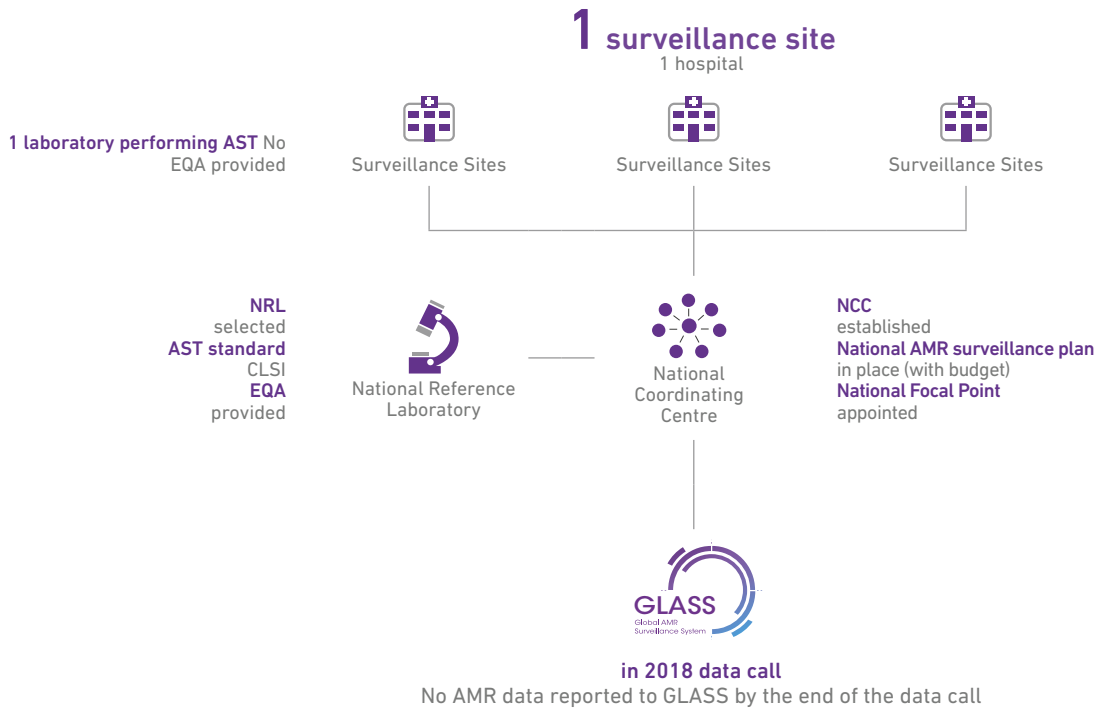 1 surveillance site
1 hospital
1 laboratory performing AST No
EQA provided
Surveillance Sites
Surveillance Sites
Surveillance Sites
NRL
selected
AST standard
CLSI
EQA
provided
National Reference
Laboratory
National
Coordinating
Centre
NCC
established
National AMR surveillance plan
in place (with budget)
National Focal Point
appointed
GLASS
Global AMR
Surveillance System
in 2018 data call
No AMR data reported to GLASS by the end of the data call